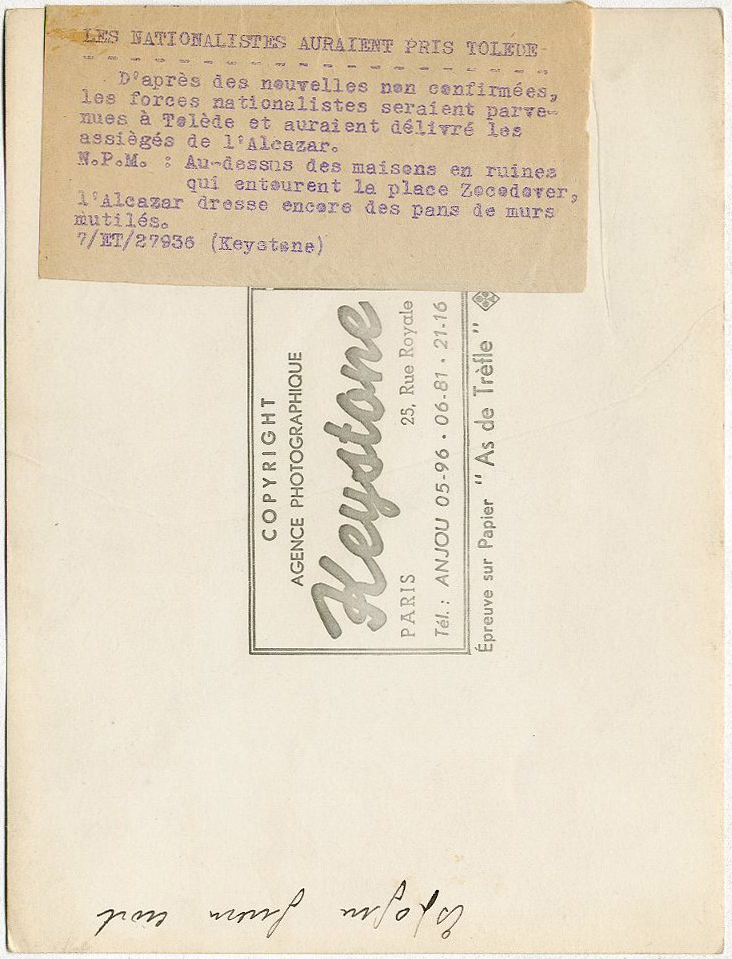 LES NATIONALISTES AURAIENT PRIS TOLEDE
- - - - - - - - - - - - - - - - - - - -
D'après des nouvelles non confirmées,
les forces nationalistes seraient parve-
nues à Tolède et auraient délivré les
assiégés de l'Alcazar.
N.P.M. : Au-dessus des maisons en ruines
qui entourent la place Zocodover,
l'Alcazar dresse encore des pans de murs
mutilés.
7/ET/27936 (Keystone)
COPYRIGHT
AGENCE PHOTOGRAPHIQUE
Keystone
PARIS 25, Rue Royale
Tél. : ANJOU 05-96 • 06-81 • 21-16
Épreuve sur Papier "As de Trèfle"
Espagne guerre civile